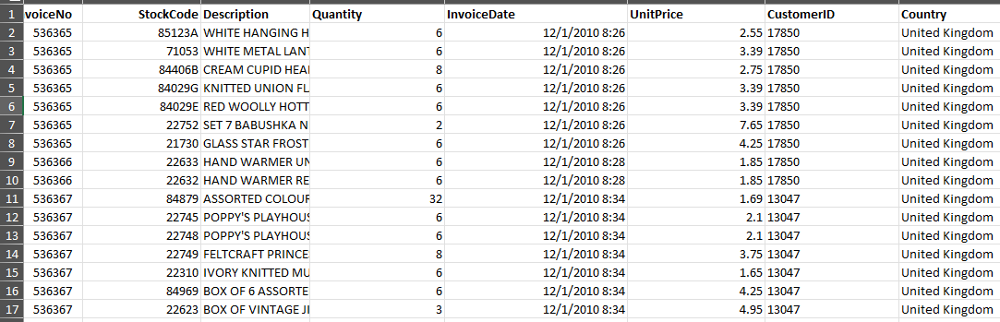 1 voiceNo StockCode Description Quantity InvoiceDate UnitPrice CustomerID Country
2 536365 85123A WHITE HANGING H 6 12/1/2010 8:26 2.55 17850 United Kingdom
3 536365 71053 WHITE METAL LAN 6 12/1/2010 8:26 3.39 17850 United Kingdom
4 536365 84406B CREAM CUPID HEA 8 12/1/2010 8:26 2.75 17850 United Kingdom
5 536365 84029G KNITTED UNION FL 6 12/1/2010 8:26 3.39 17850 United Kingdom
6 536365 84029E RED WOOLLY HOTT 6 12/1/2010 8:26 3.39 17850 United Kingdom
7 536365 22752 SET 7 BABUSHKA N 2 12/1/2010 8:26 7.65 17850 United Kingdom
8 536365 21730 GLASS STAR FROST 6 12/1/2010 8:26 4.25 17850 United Kingdom
9 536366 22633 HAND WARMER UN 6 12/1/2010 8:28 1.85 17850 United Kingdom
10 536366 22632 HAND WARMER RE 6 12/1/2010 8:28 1.85 17850 United Kingdom
11 536367 84879 ASSORTED COLOUR 32 12/1/2010 8:34 1.69 13047 United Kingdom
12 536367 22745 POPPY'S PLAYHOUS 6 12/1/2010 8:34 2.1 13047 United Kingdom
13 536367 22748 POPPY'S PLAYHOUS 6 12/1/2010 8:34 2.1 13047 United Kingdom
14 536367 22749 FELTCRAFT PRINCE 8 12/1/2010 8:34 3.75 13047 United Kingdom
15 536367 22310 IVORY KNITTED MU 6 12/1/2010 8:34 1.65 13047 United Kingdom
16 536367 84969 BOX OF 6 ASSORTE 6 12/1/2010 8:34 4.25 13047 United Kingdom
17 536367 22623 BOX OF VINTAGE JI 3 12/1/2010 8:34 4.95 13047 United Kingdom